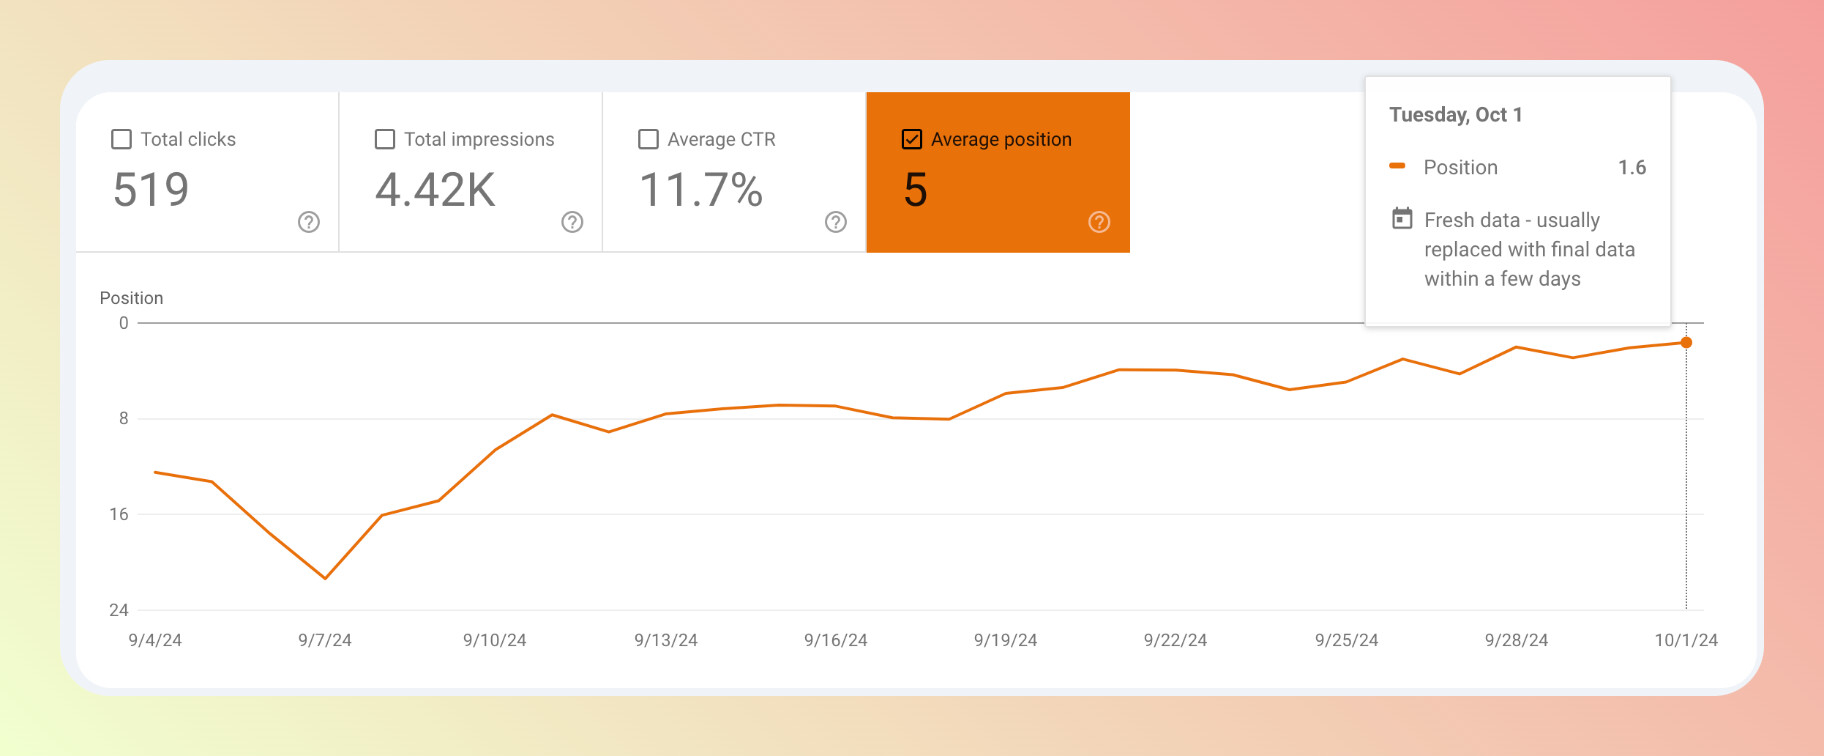 Total clicks
519
Total impressions
4.42K
Average CTR
11.7%
Average position
5
Tuesday, Oct 1
Position 1.6
Fresh data - usually
replaced with final data
within a few days
Position
0
8
16
24
9/4/24 9/7/24 9/10/24 9/13/24 9/16/24 9/19/24 9/22/24 9/25/24 9/28/24 10/1/24